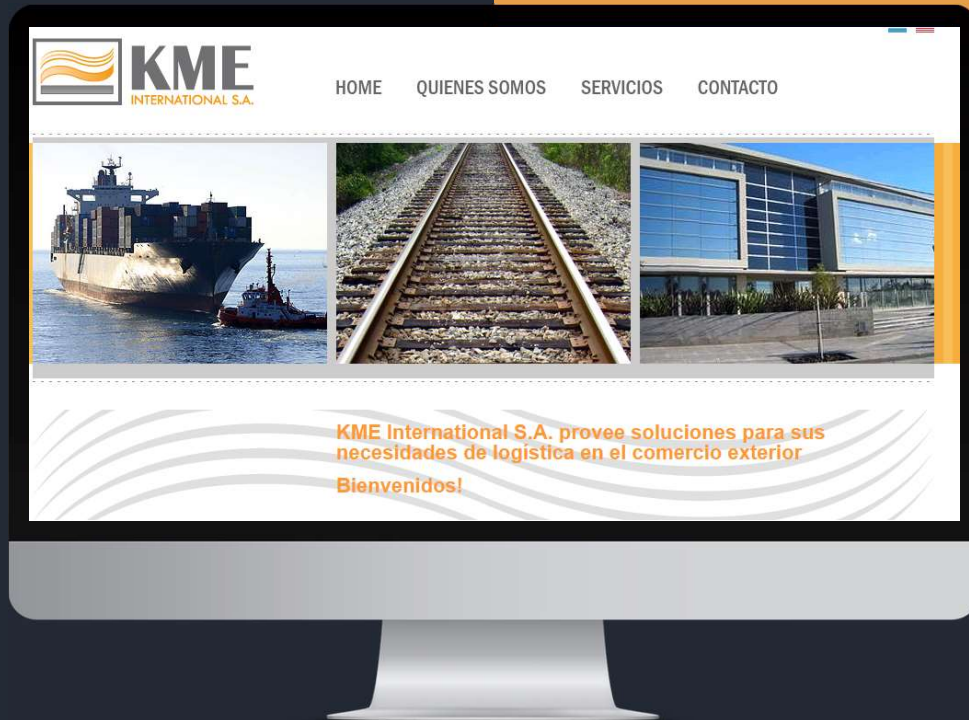 KME
INTERNATIONAL S.A.
HOME QUIENES SOMOS SERVICIOS CONTACTO
KME International S.A. provee soluciones para sus
necesidades de logística en el comercio exterior
Bienvenidos!